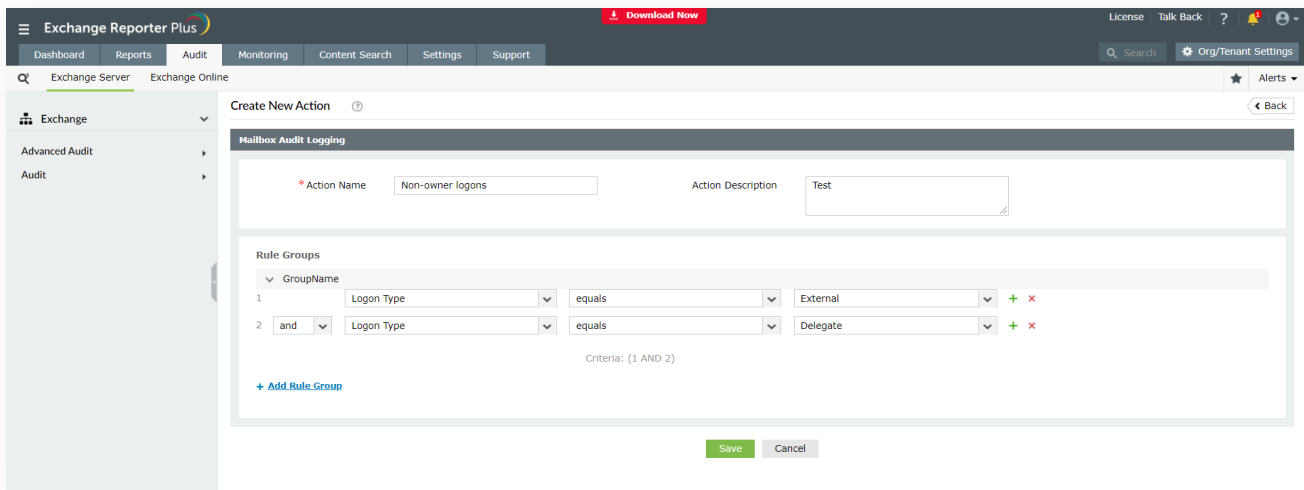 Download Now
License Talk Back ?
Exchange Reporter Plus
Dashboard Reports Audit Monitoring Content Search Settings Support
Search Org/Tenant Settings
Exchange Server Exchange Online
Alerts
Create New Action ?
Back
Exchange
Advanced Audit
Audit
Mailbox Audit Logging
* Action Name Non-owner logons Action Description Test
Rule Groups
GroupName
1 Logon Type equals External + ×
2 and Logon Type equals Delegate + ×
Criteria: (1 AND 2)
+ Add Rule Group
Save Cancel